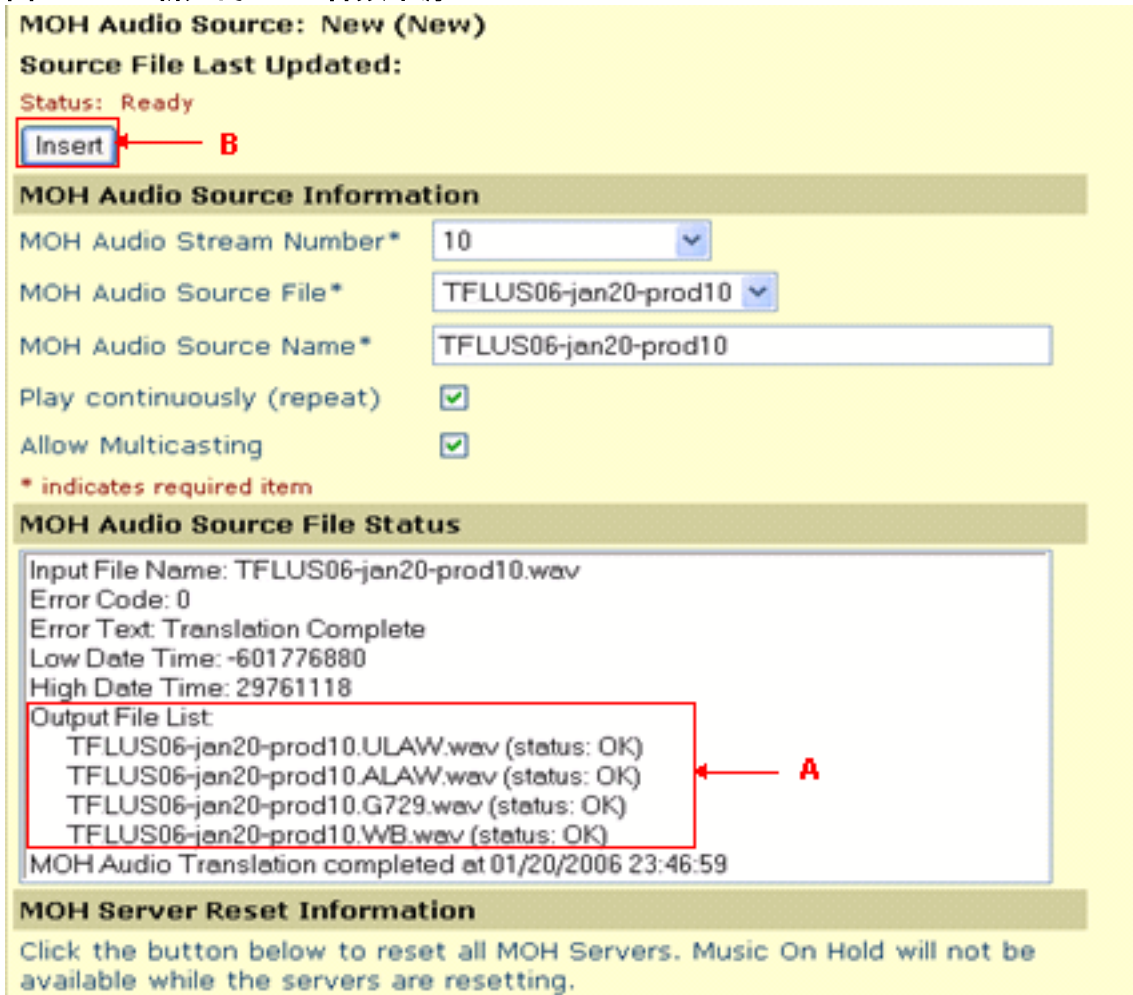 MOH Audio Source: New (New)
Source File Last Updated:
Status: Ready
Insert B
MOH Audio Source Information
MOH Audio Stream Number* 10
MOH Audio Source File* TFLUS06-jan20-prod10
MOH Audio Source Name* TFLUS06-jan20-prod10
Play continuously (repeat)
Allow Multicasting
* indicates required item
MOH Audio Source File Status
Input File Name: TFLUS06-jan20-prod10.wav
Error Code: 0
Error Text: Translation Complete
Low Date Time: -601776880
High Date Time: 29761118
Output File List:
TFLUS06-jan20-prod10.ULAW.wav (status: OK)
TFLUS06-jan20-prod10.ALAW.wav (status: OK) A
TFLUS06-jan20-prod10.G729.wav (status: OK)
TFLUS06-jan20-prod10.WB.wav (status: OK)
MOH Audio Translation completed at 01/20/2006 23:46:59
MOH Server Reset Information
Click the button below to reset all MOH Servers. Music On Hold will not be
available while the servers are resetting.